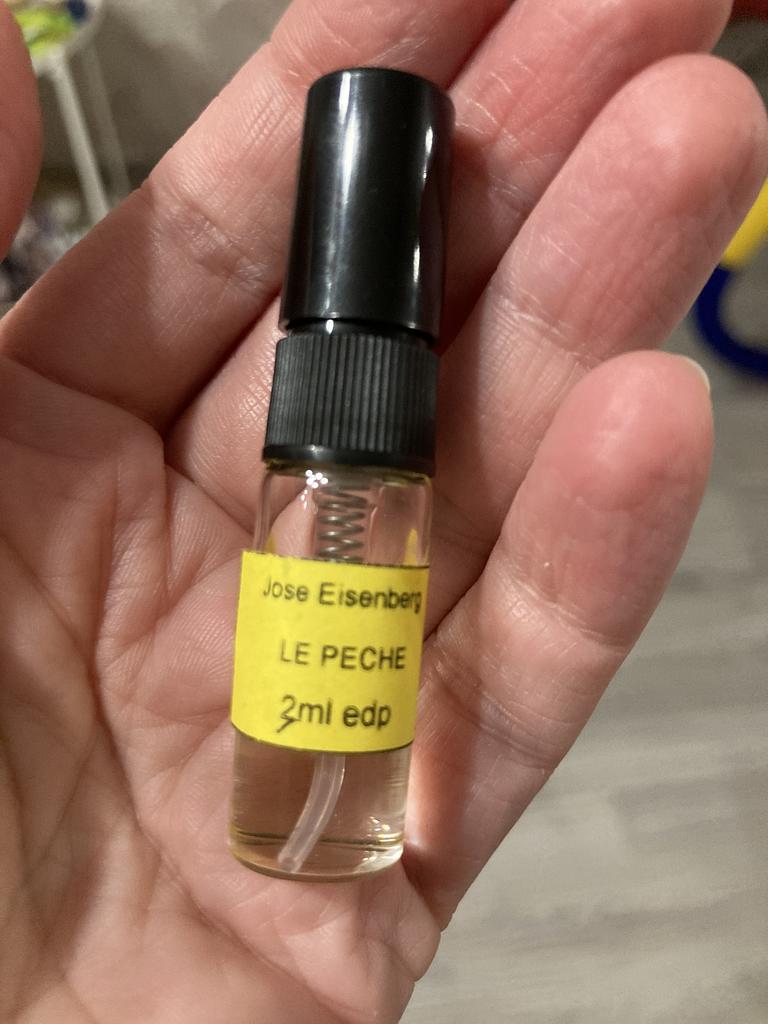 Jose Eisenberg
LE PECHE
2ml edp